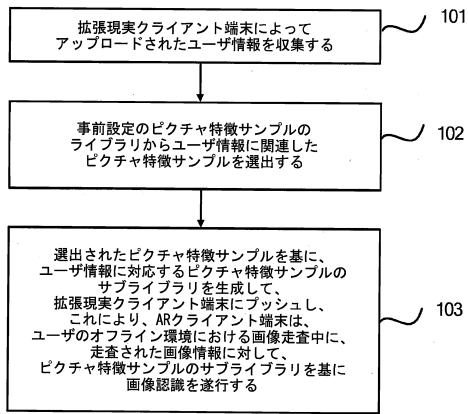 拡張現実クライアント端末によって
アップロードされたユーザ情報を収集する
101
事前設定のピクチャ特徴サンプルの
ライブラリからユーザ情報に関連した
ピクチャ特徴サンプルを選出する
102
選出されたピクチャ特徴サンプルを基に、
ユーザ情報に対応するピクチャ特徴サンプルの
サブライブラリを生成して、
拡張現実クライアント端末にプッシュし、
これにより、ARクライアント端末は、
ユーザのオフライン環境における画像走査中に、
走査された画像情報に対して、
ピクチャ特徴サンプルのサブライブラリを基に
画像認識を遂行する
103